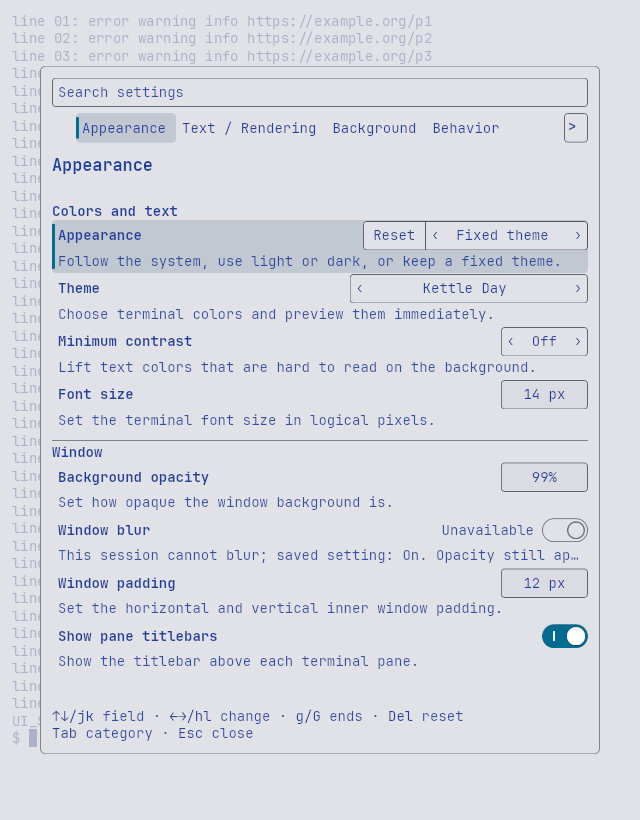 line 01: error warning info https://example.org/p1
line 02: error warning info https://example.org/p2
line 03: error warning info https://example.org/p3
Search settings
Appearance Text / Rendering Background Behavior >
Appearance
Colors and text
Appearance Reset ‹ Fixed theme ›
Follow the system, use light or dark, or keep a fixed theme.
Theme ‹ Kettle Day ›
Choose terminal colors and preview them immediately.
Minimum contrast ‹ Off ›
Lift text colors that are hard to read on the background.
Font size 14 px
Set the terminal font size in logical pixels.
Window
Background opacity 99%
Set how opaque the window background is.
Window blur Unavailable
This session cannot blur; saved setting: On. Opacity still ap…
Window padding 12 px
Set the horizontal and vertical inner window padding.
Show pane titlebars
Show the titlebar above each terminal pane.
↑↓/jk field · ↔/hl change · g/G ends · Del reset
Tab category · Esc close
$